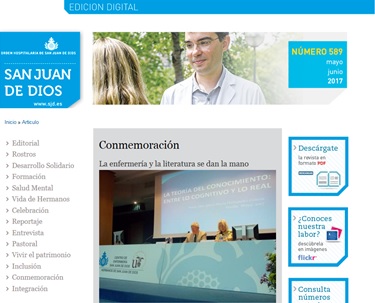 EDICION DIGITAL
ORDEN HOSPITALARIA DE SAN JUAN DE DIOS
SAN JUAN
DE DIOS
www.sjd.es
NÚMERO 589
mayo
junio
2017
Inicio » Artículo
Editorial
Rostros
Desarrollo Solidario
Formación
Salud Mental
Vida de Hermanos
Celebración
Reportaje
Entrevista
Pastoral
Vivir el patrimonio
Inclusión
Conmemoración
Integración
Conmemoración
La enfermería y la literatura se dan la mano
LA TEORÍA DEL CONOCIMIENTO:
ENTRE LO COGNITIVO Y LO REAL
SAN JUAN DE DIOS
Descárgate
la revista en
formato PDF
¿Conoces
nuestra
labor?
descúbrela
en imágenes
flickr
Consulta
números